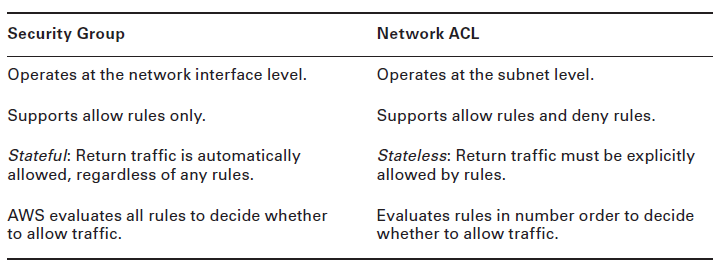 Security Group Network ACL
Operates at the network interface level. Operates at the subnet level.
Supports allow rules only. Supports allow rules and deny rules.
Stateful: Return traffic is automatically Stateless: Return traffic must be explicitly
allowed, regardless of any rules. allowed by rules.
AWS evaluates all rules to decide whether Evaluates rules in number order to decide
to allow traffic. whether to allow traffic.